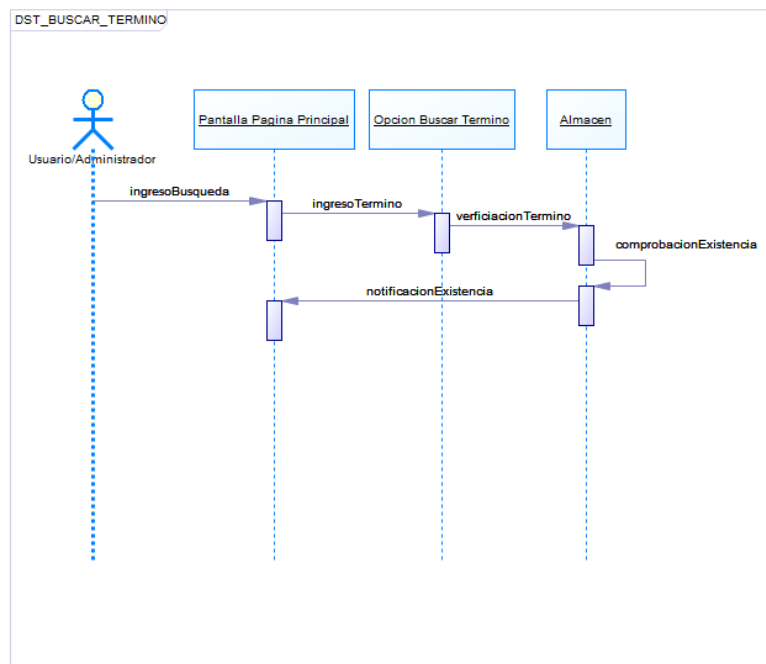 DST_BUSCAR_TERMINO
Pantalla Pagina Principal
Opcion Buscar Termino
Almacen
Usuario/Administrador
ingresoBusqueda
ingresoTermino
verficiacionTermino
comprobacionExistencia
notificacionExistencia